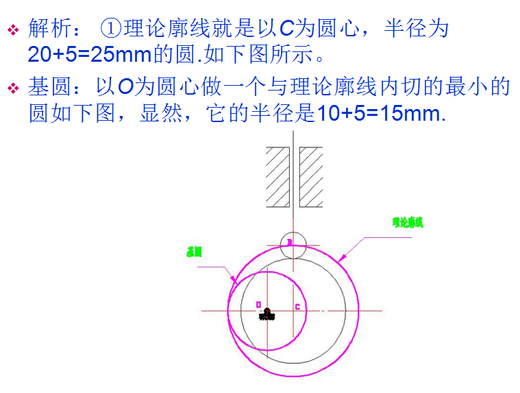 ❖ 解析： ①理论廓线就是以C为圆心，半径为
20+5=25mm的圆.如下图所示。
❖ 基圆：以O为圆心做一个与理论廓线内切的最小的
圆如下图，显然，它的半径是10+5=15mm.
理论廓线
B
基圆
O
C